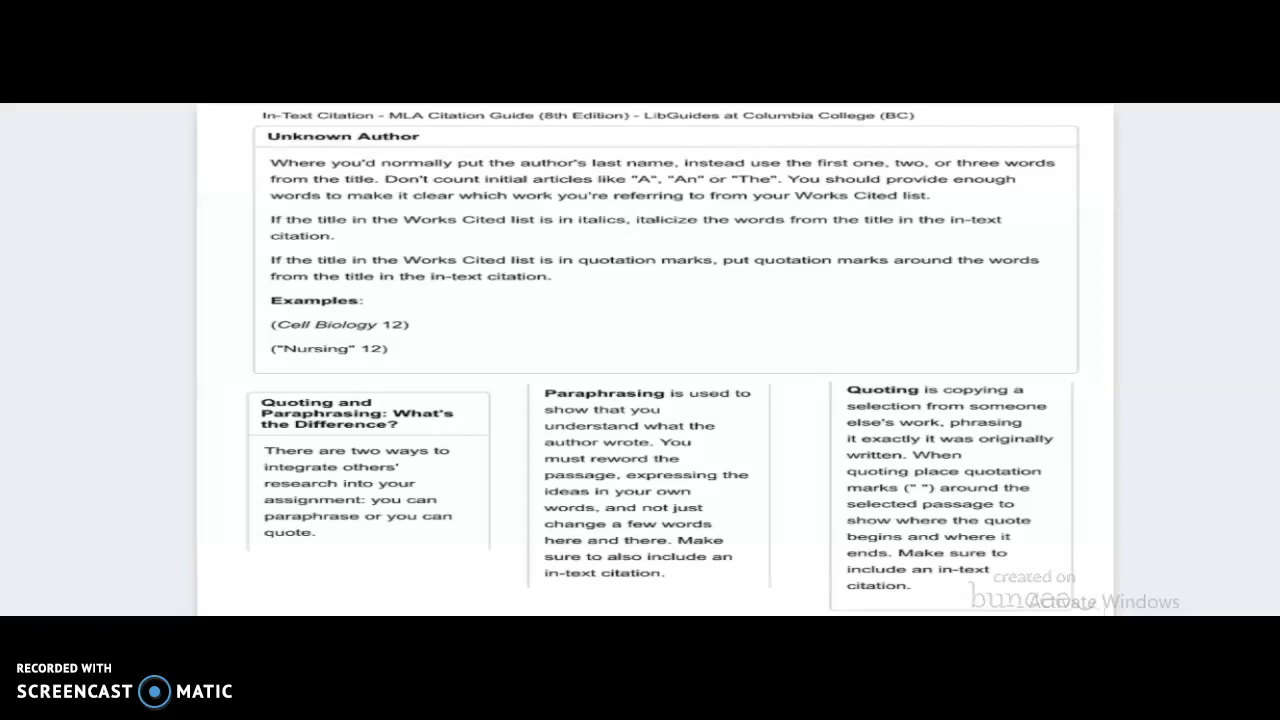 In-Text Citation - MLA Citation Guide (8th Edition) - LibGuides at Columbia College (BC)
Unknown Author
Where you'd normally put the author's last name, instead use the first one, two, or three words
from the title. Don't count initial articles like "A", "An" or "The". You should provide enough
words to make it clear which work you're referring to from your Works Cited list.
If the title in the Works Cited list is in italics, italicize the words from the title in the in-text
citation.
If the title in the Works Cited list is in quotation marks, put quotation marks around the words
from the title in the in-text citation.
Examples:
(Cell Biology 12)
("Nursing" 12)
Quoting and
Paraphrasing: What's
the Difference?
There are two ways to
integrate others'
research into your
assignment: you can
paraphrase or you can
quote.
Paraphrasing is used to
show that you
understand what the
author wrote. You
must reword the
passage, expressing the
ideas in your own
words, and not just
change a few words
here and there. Make
sure to also include an
in-text citation.
Quoting is copying a
selection from someone
else's work, phrasing
it exactly it was originally
written. When
quoting place quotation
marks (" ") around the
selected passage to
show where the quote
begins and where it
ends. Make sure to
include an in-text
citation.
created on
buncee
Activate Windows
RECORDED WITH
SCREENCAST MATIC